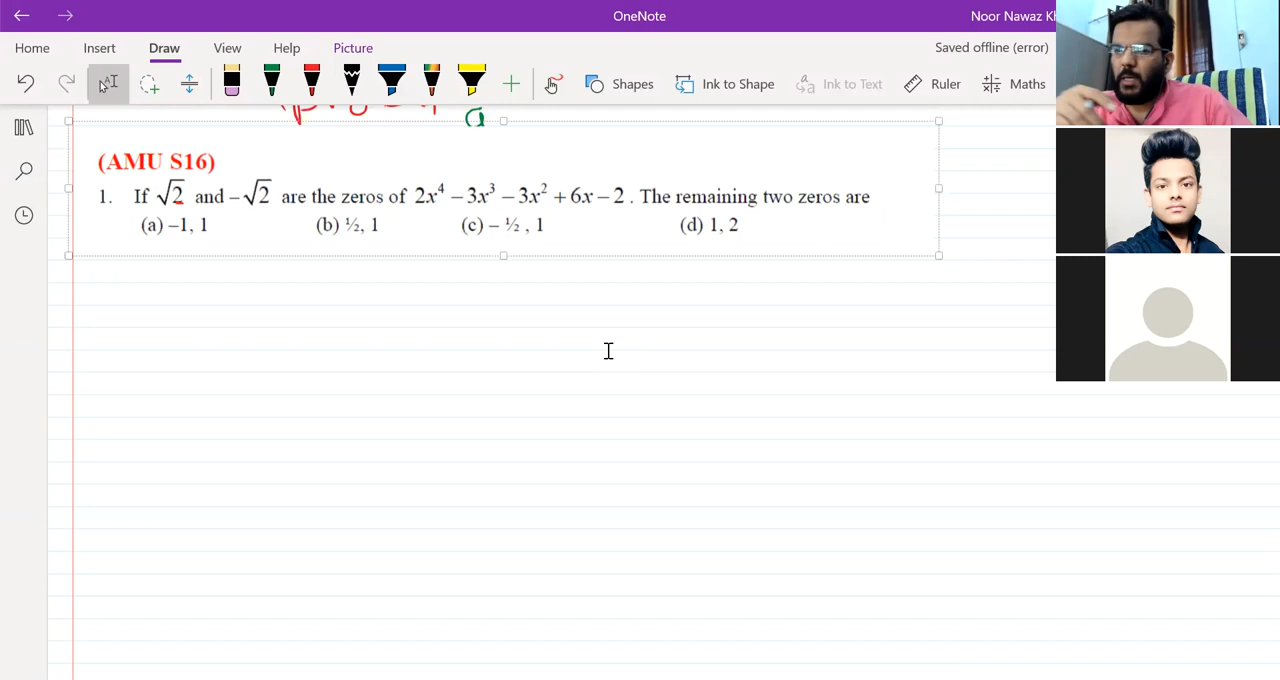 OneNote
Noor Nawaz Kh
Home Insert Draw View Help Picture
Saved offline (error)
Shapes Ink to Shape Ink to Text Ruler Maths
a
(AMU S16)
1. If √2 and –√2 are the zeros of 2x⁴ – 3x³ – 3x² + 6x – 2 . The remaining two zeros are
(a) –1, 1 (b) ½, 1 (c) – ½ , 1 (d) 1, 2